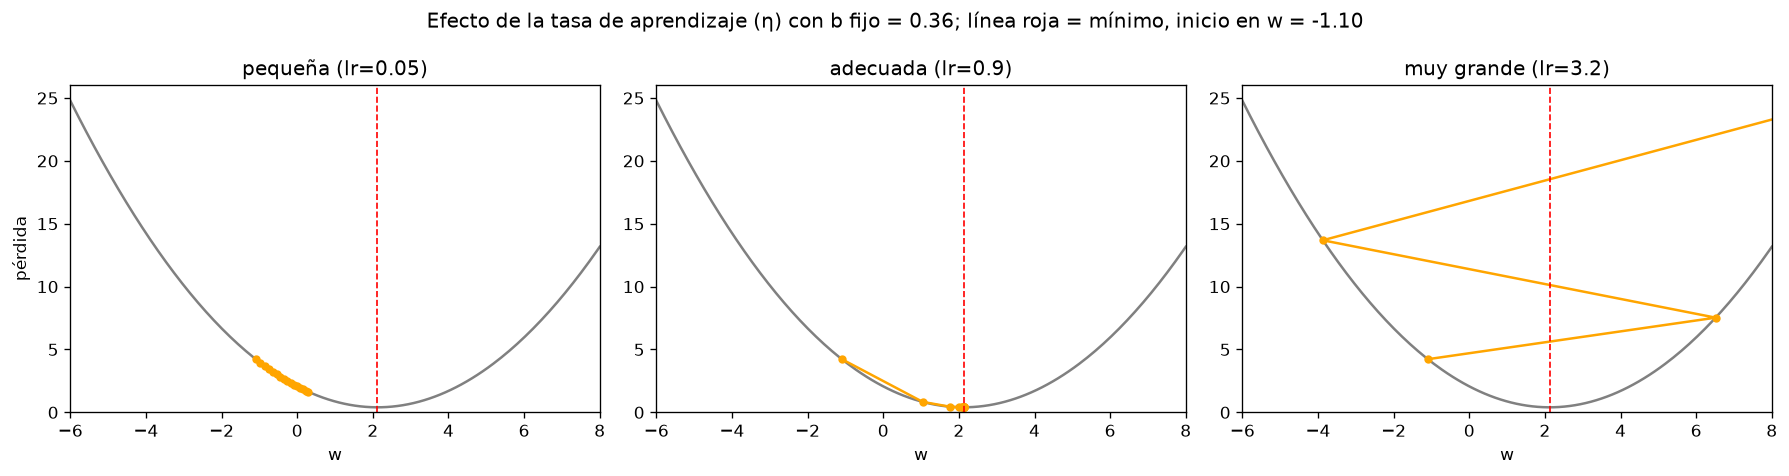 Efecto de la tasa de aprendizaje (η) con b fijo = 0.36; línea roja = mínimo, inicio en w = -1.10
pequeña (lr=0.05)
25
20
15
10
5
0
pérdida
−6 −4 −2 0 2 4 6 8
w
adecuada (lr=0.9)
25
20
15
10
5
0
−6 −4 −2 0 2 4 6 8
w
muy grande (lr=3.2)
25
20
15
10
5
0
−6 −4 −2 0 2 4 6 8
w